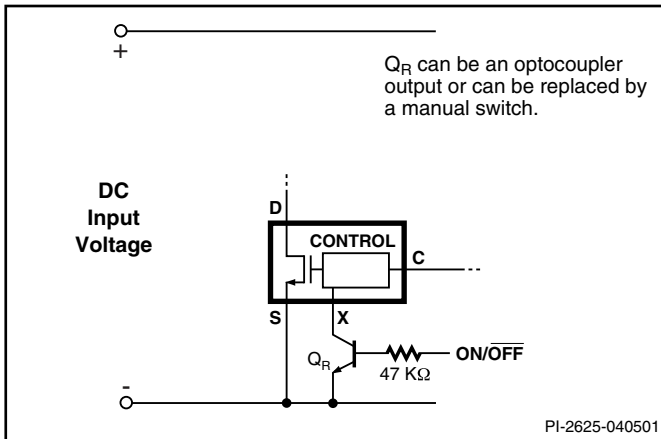 +
Q_R can be an optocoupler
output or can be replaced by
a manual switch.
DC
Input
Voltage
D
CONTROL
C
S
X
Q_R
ON/O̅F̅F̅
47 KΩ
-
PI-2625-040501